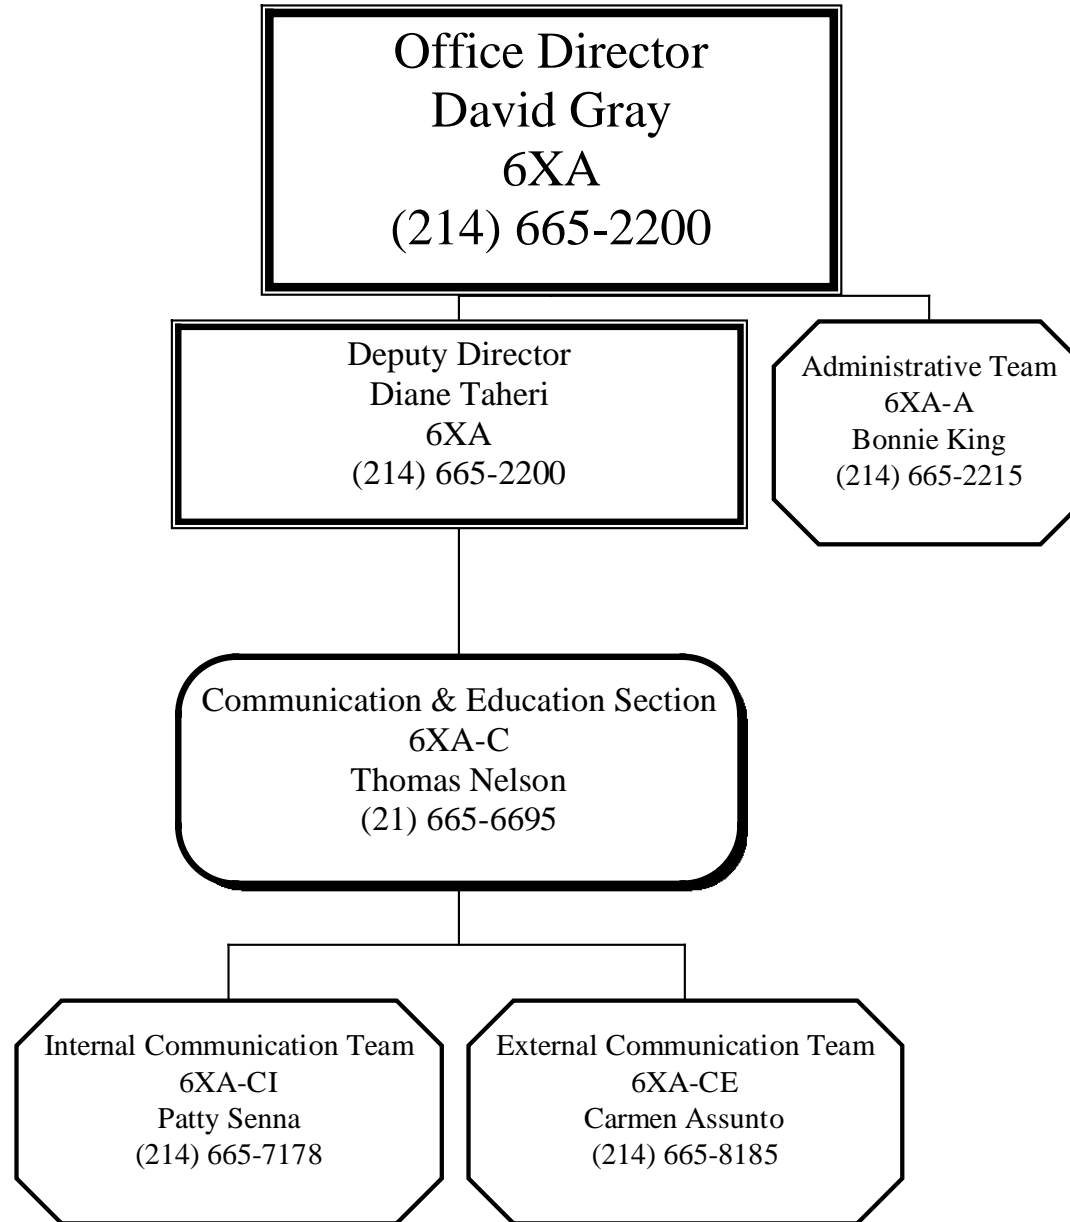 Office Director
David Gray
6XA
(214) 665-2200
Deputy Director
Diane Taheri
6XA
(214) 665-2200
Administrative Team
6XA-A
Bonnie King
(214) 665-2215
Communication & Education Section
6XA-C
Thomas Nelson
(21) 665-6695
Internal Communication Team
6XA-CI
Patty Senna
(214) 665-7178
External Communication Team
6XA-CE
Carmen Assunto
(214) 665-8185